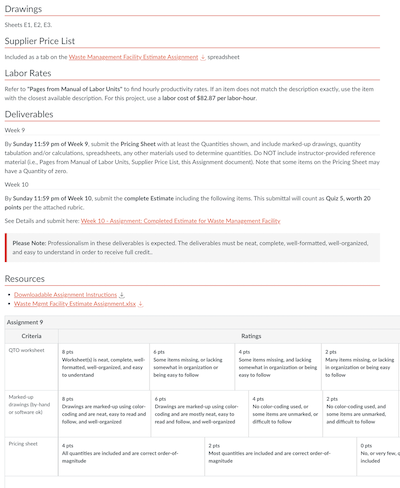 Drawings
Sheets E1, E2, E3.
Supplier Price List
Included as a tab on the Waste Management Facility Estimate Assignment spreadsheet
Labor Rates
Refer to "Pages from Manual of Labor Units" to find hourly productivity rates. If an item does not match the description exactly, use the item
with the closest available description. For this project, use a labor cost of $82.87 per labor-hour.
Deliverables
Week 9
By Sunday 11:59 pm of Week 9, submit the Pricing Sheet with at least the Quantities shown, and include marked-up drawings, quantity
tabulation and/or calculations, spreadsheets, any other materials used to determine quantities. Do NOT include instructor-provided reference
material (i.e., Pages from Manual of Labor Units, Supplier Price List, this Assignment document). Note that some items on the Pricing Sheet may
have a Quantity of zero.
Week 10
By Sunday 11:59 pm of Week 10, submit the complete Estimate including the following items. This submittal will count as Quiz 5, worth 20
points per the attached rubric.
See Details and submit here: Week 10 - Assignment: Completed Estimate for Waste Management Facility
Please Note: Professionalism in these deliverables is expected. The deliverables must be neat, complete, well-formatted, well-organized,
and easy to understand in order to receive full credit..
Resources
Downloadable Assignment Instructions
Waste Mgmt Facility Estimate Assignment.xlsx
Assignment 9
Criteria Ratings
QTO worksheet
8 pts
Worksheet(s) is neat, complete, well-
formatted, well-organized, and easy
to understand
6 pts
Some items missing, or lacking
somewhat in organization or
being easy to follow
4 pts
Some items missing, and lacking
somewhat in organization or being
easy to follow
2 pts
Many items missing, or lacking
in organization or being easy to
follow
Marked-up
drawings (by-hand
or software ok)
8 pts
Drawings are marked-up using color-
coding and are neat, easy to read and
follow, and well-organized
6 pts
Drawings are marked-up using color-
coding and are mostly neat, easy to
read and follow, and well-organized
4 pts
No color-coding used, or
some items are unmarked, or
difficult to follow
2 pts
No color-coding used, and
some items are unmarked,
and difficult to follow
Pricing sheet
4 pts
All quantities are included and are correct order-of-
magnitude
2 pts
Most quantities are included and are correct order-of-
magnitude
0 pts
No, or very few,
included